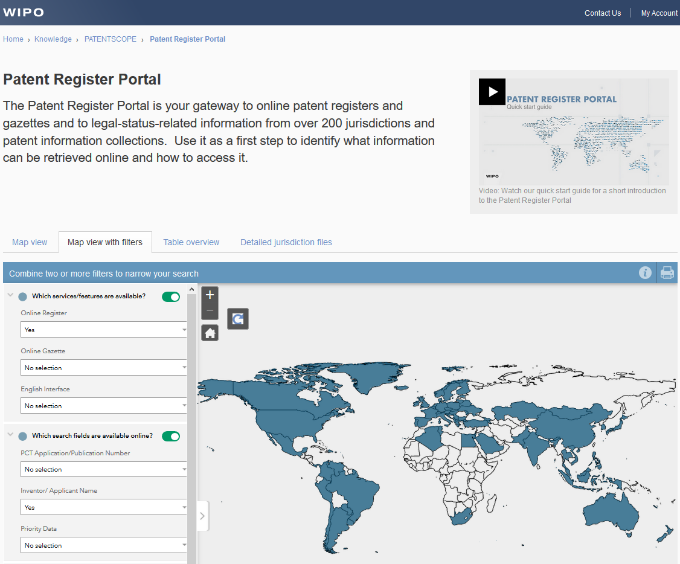 WIPO
Contact Us | My Account
Home › Knowledge › PATENTSCOPE › Patent Register Portal
Patent Register Portal
The Patent Register Portal is your gateway to online patent registers and
gazettes and to legal-status-related information from over 200 jurisdictions and
patent information collections. Use it as a first step to identify what information
can be retrieved online and how to access it.
PATENT REGISTER PORTAL
Quick start guide
WIPO
Video: Watch our quick start guide for a short introduction
to the Patent Register Portal
Map view
Map view with filters
Table overview
Detailed jurisdiction files
Combine two or more filters to narrow your search
Which services/features are available?
Online Register
Yes
Online Gazette
No selection
English Interface
No selection
Which search fields are available online?
PCT Application/Publication Number
No selection
Inventor/ Applicant Name
Yes
Priority Data
No selection